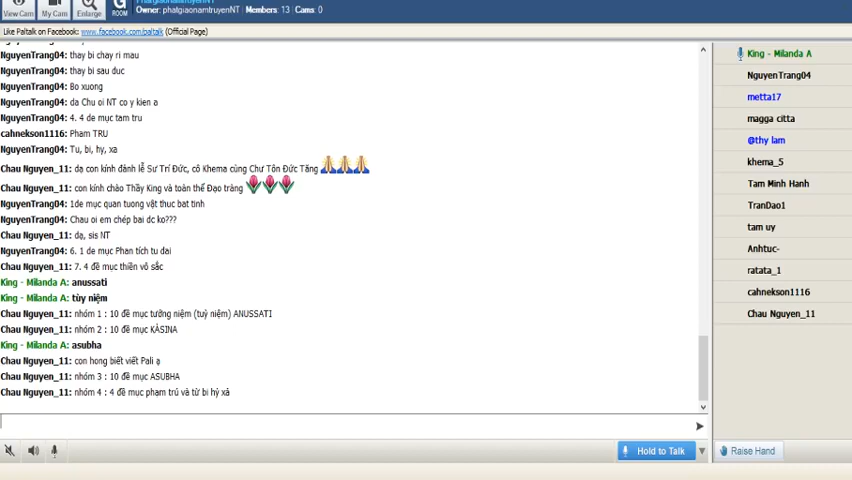 View Cam
My Cam
Enlarge
G
ROOM
PhatgiaonamtruyenNT
Owner: phatgiaonamtruyenNT | Members: 13 | Cams: 0
Like Paltalk on Facebook: www.facebook.com/paltalk (Official Page)
NguyenTrang04: thay bi chay ri mau
NguyenTrang04: thay bi sau duc
NguyenTrang04: Bo xuong
NguyenTrang04: da Chu oi NT co y kien a
NguyenTrang04: 4. 4 de mục tam tru
cahnekson1116: Pham TRU
NguyenTrang04: Tu, bi, hy, xa
Chau Nguyen_11: dạ con kính đảnh lễ Sư Trí Đức, cô Khema cùng Chư Tôn Đức Tăng
Chau Nguyen_11: con kính chào Thầy King và toàn thể Đạo tràng
NguyenTrang04: 1de mục quan tuong vật thuc bat tinh
NguyenTrang04: Chau oi em chép bai dc ko???
Chau Nguyen_11: dạ, sis NT
NguyenTrang04: 6. 1 de mục Phan tích tu dai
Chau Nguyen_11: 7. 4 đề mục thiền vô sắc
King - Milanda A: anussati
King - Milanda A: tùy niệm
Chau Nguyen_11: nhóm 1 : 10 đề mục tưởng niệm (tuỳ niệm) ANUSSATI
Chau Nguyen_11: nhóm 2 : 10 đề mục KASINA
King - Milanda A: asubha
Chau Nguyen_11: con hong biết viết Pali ạ
Chau Nguyen_11: nhóm 3 : 10 đề mục ASUBHA
Chau Nguyen_11: nhóm 4 : 4 đề mục phạm trú và từ bi hỷ xả
Hold to Talk
King - Milanda A
NguyenTrang04
metta17
magga citta
@thy lam
khema_5
Tam Minh Hanh
TranDao1
tam uy
Anhtuc-
ratata_1
cahnekson1116
Chau Nguyen_11
Raise Hand